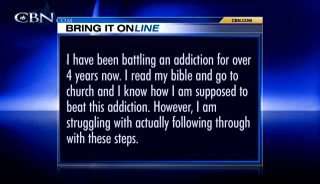 CBN
CBN.COM
.COM
BRING IT ONLINE
I have been battling an addiction for over
4 years now. I read my bible and go to
church and I know how I am supposed to
beat this addiction. However, I am
struggling with actually following through
with these steps.